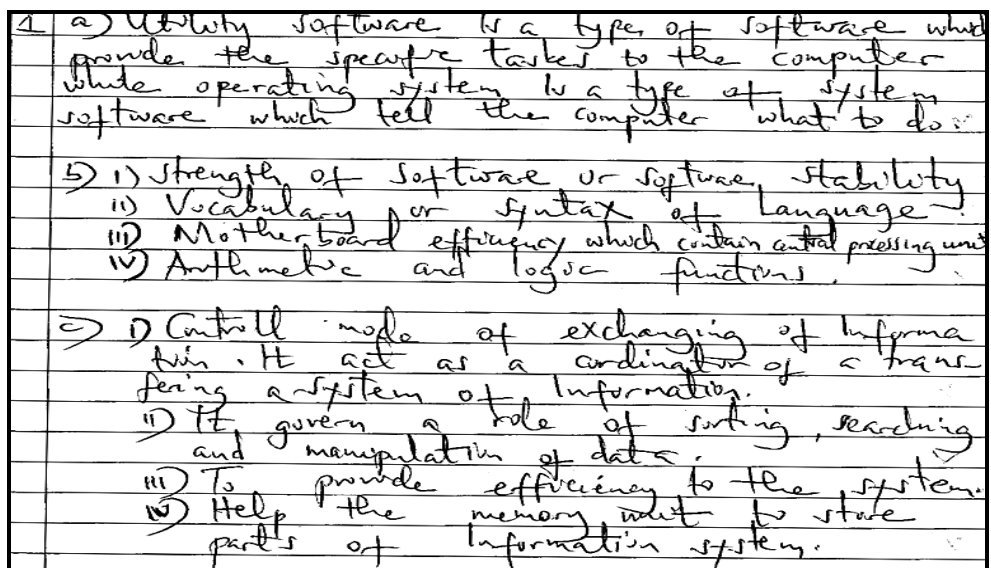 1 a) Utility software is a type of software which
provide the specific taskes to the computer
while operating system is a type of system
software which tell the computer what to do.
b) i) Strength of software or software stability
ii) Vocabulary or syntax of Language.
iii) Motherboard efficiency which contain central processing unit
iv) Arithmetic and logic functions.
c) i) Controll mode of exchanging of Informa
tion. It act as a cordinator of a trans-
fering a system of Information.
ii) It govern a role of sorting, searching
and manipulation of data.
iii) To provide efficiency to the system.
iv) Help the memory unit to store
parts of Information system.